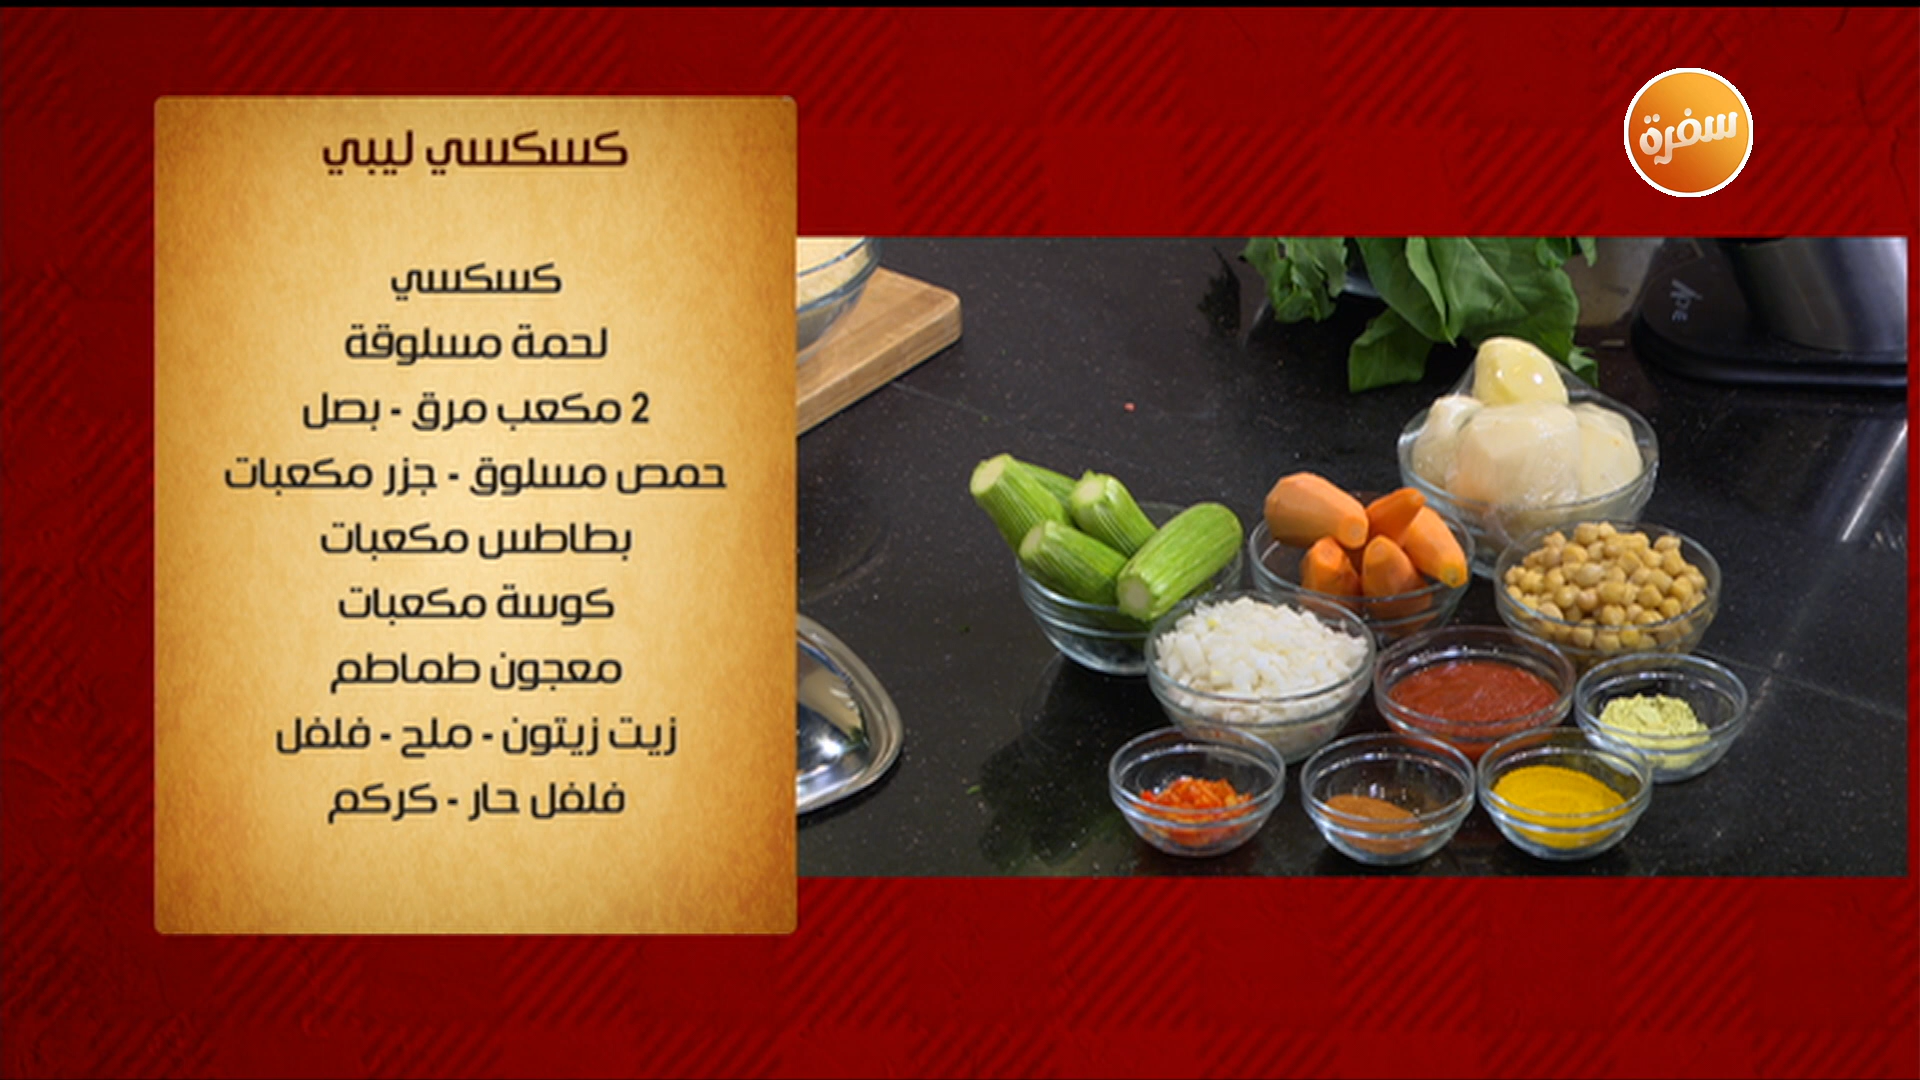 كسكسي ليبي
سفرة
كسكسي
لحمة مسلوقة
2 مكعب مرق - بصل
حمص مسلوق - جزر مكعبات
بطاطس مكعبات
كوسة مكعبات
معجون طماطم
زيت زيتون - ملح - فلفل
فلفل حار - كركم